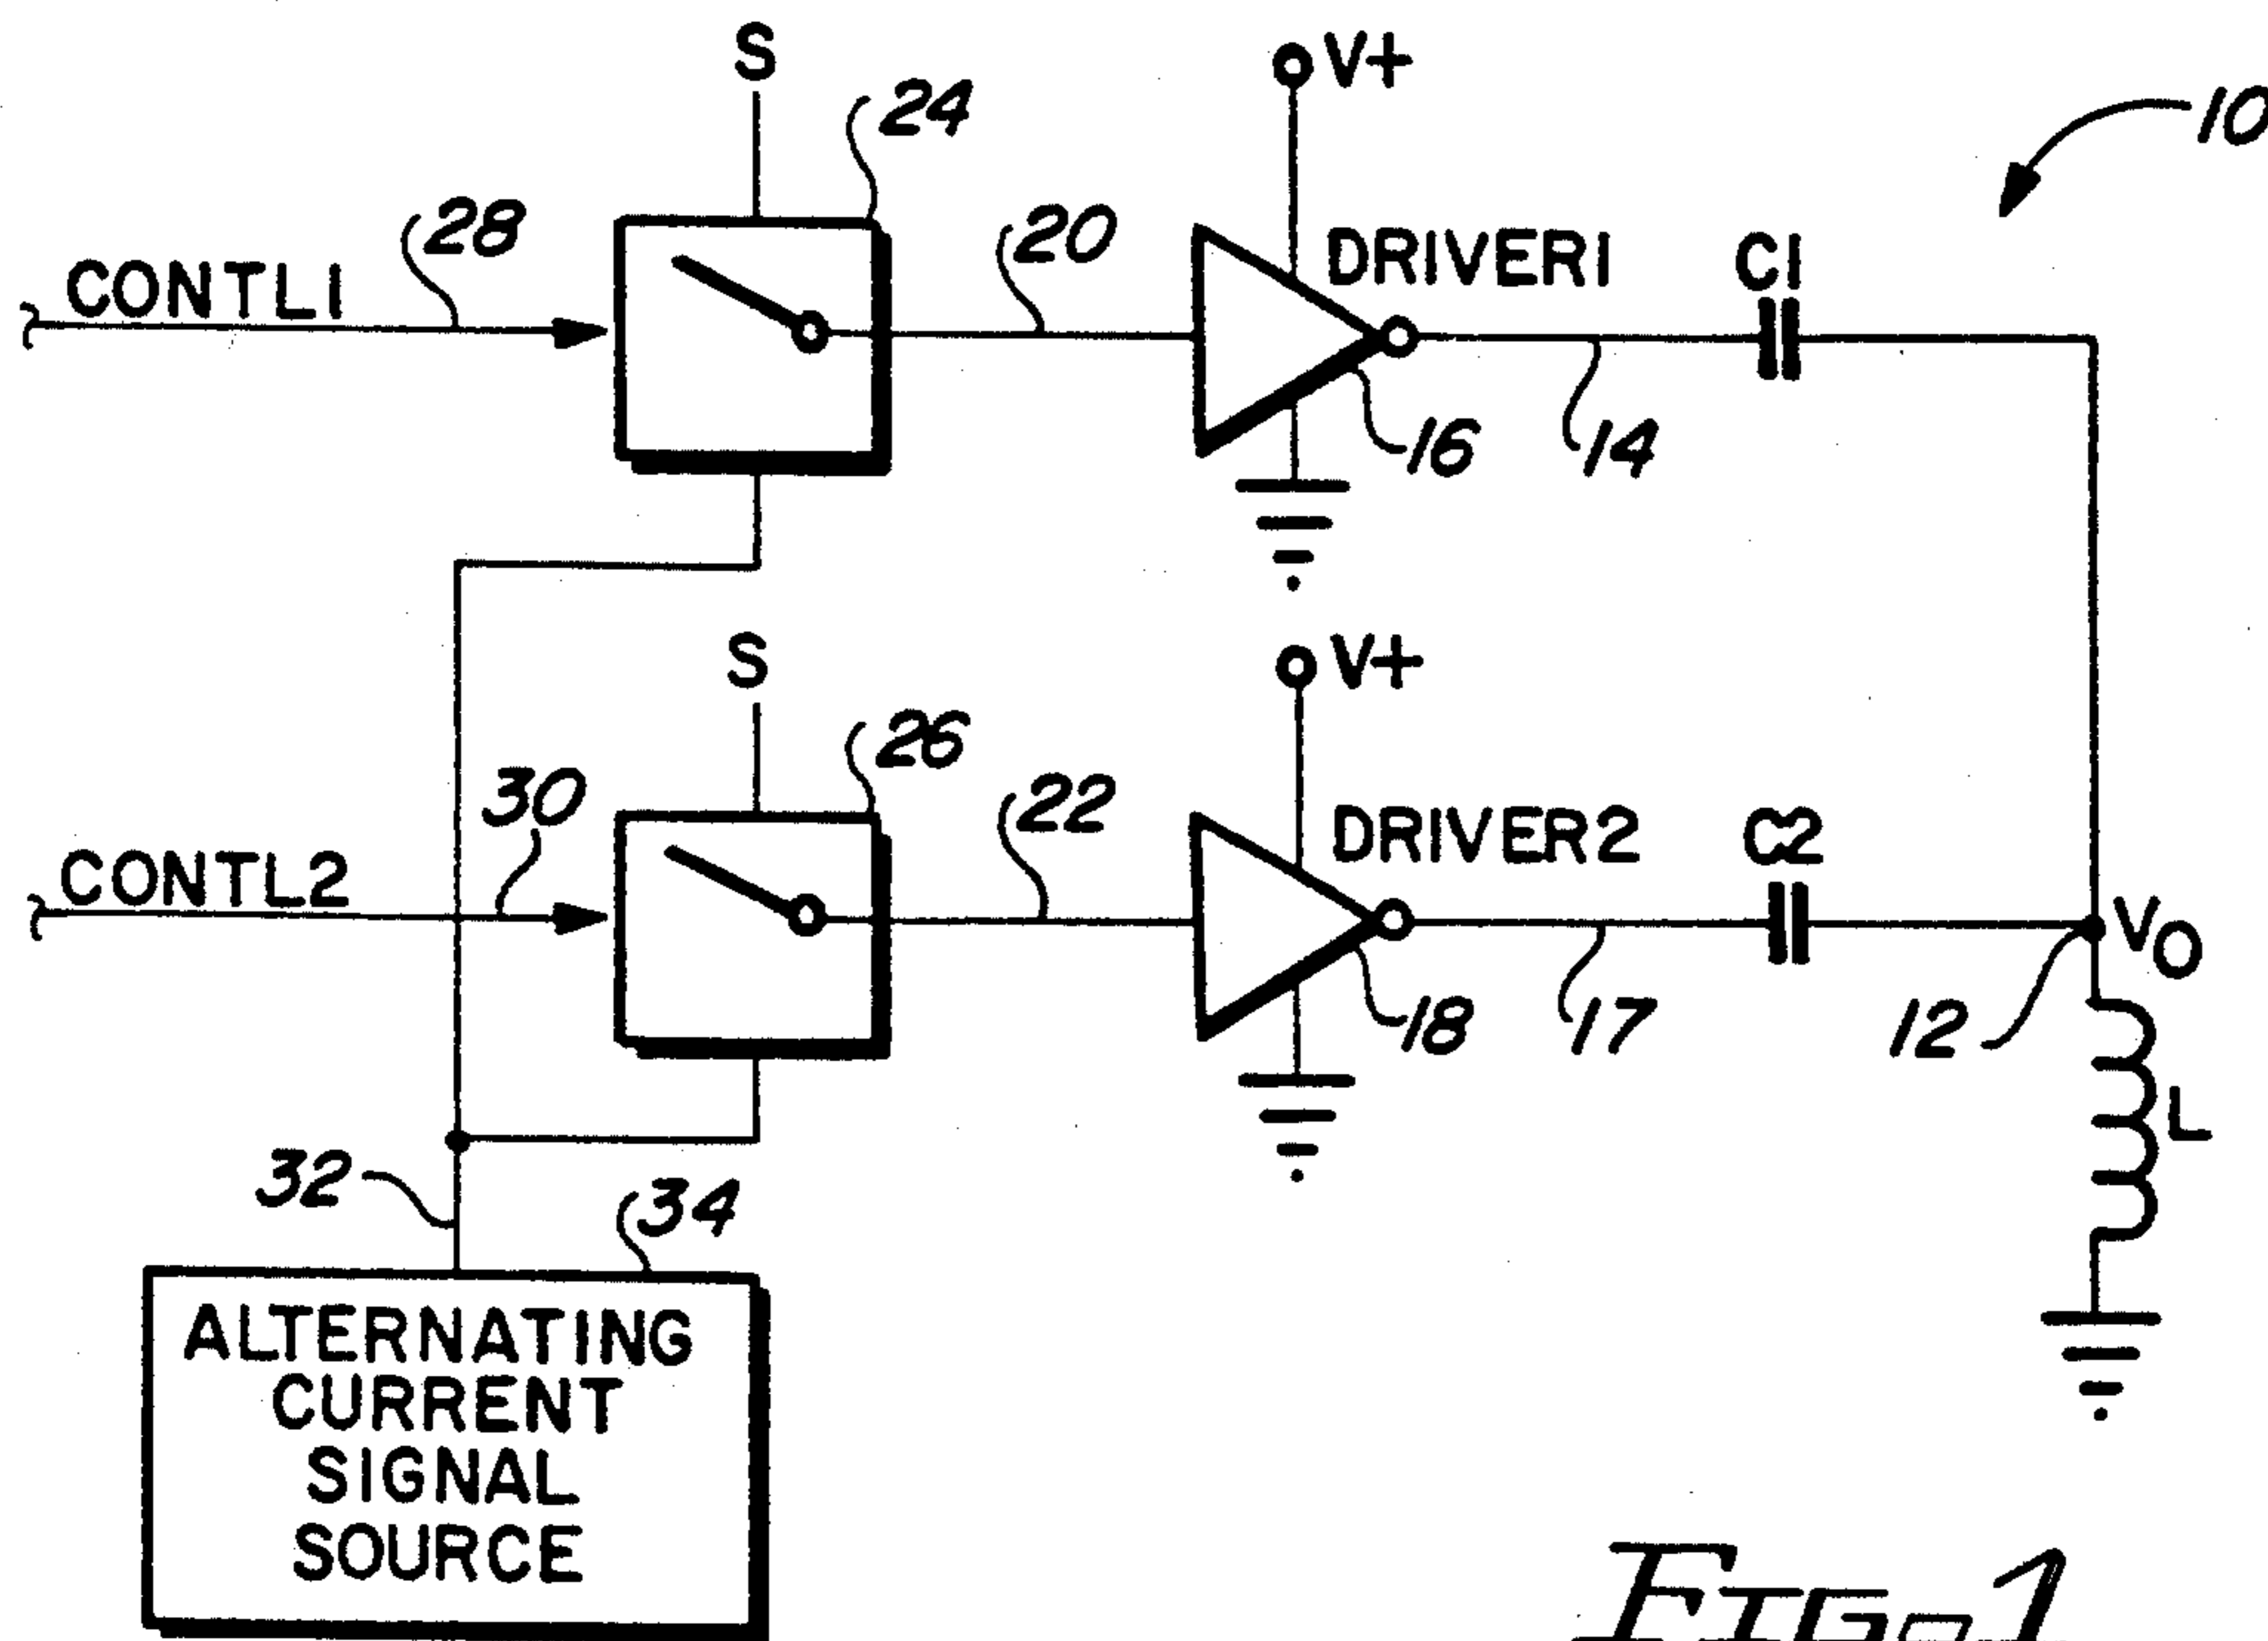 S
24
V+
10
28
20
CONTL1
DRIVER1
C1
16
14
S
V+
26
30
22
CONTL2
DRIVER2
C2
VO
18
17
12
L
32
34
ALTERNATING
CURRENT
SIGNAL
SOURCE
FIG. 1